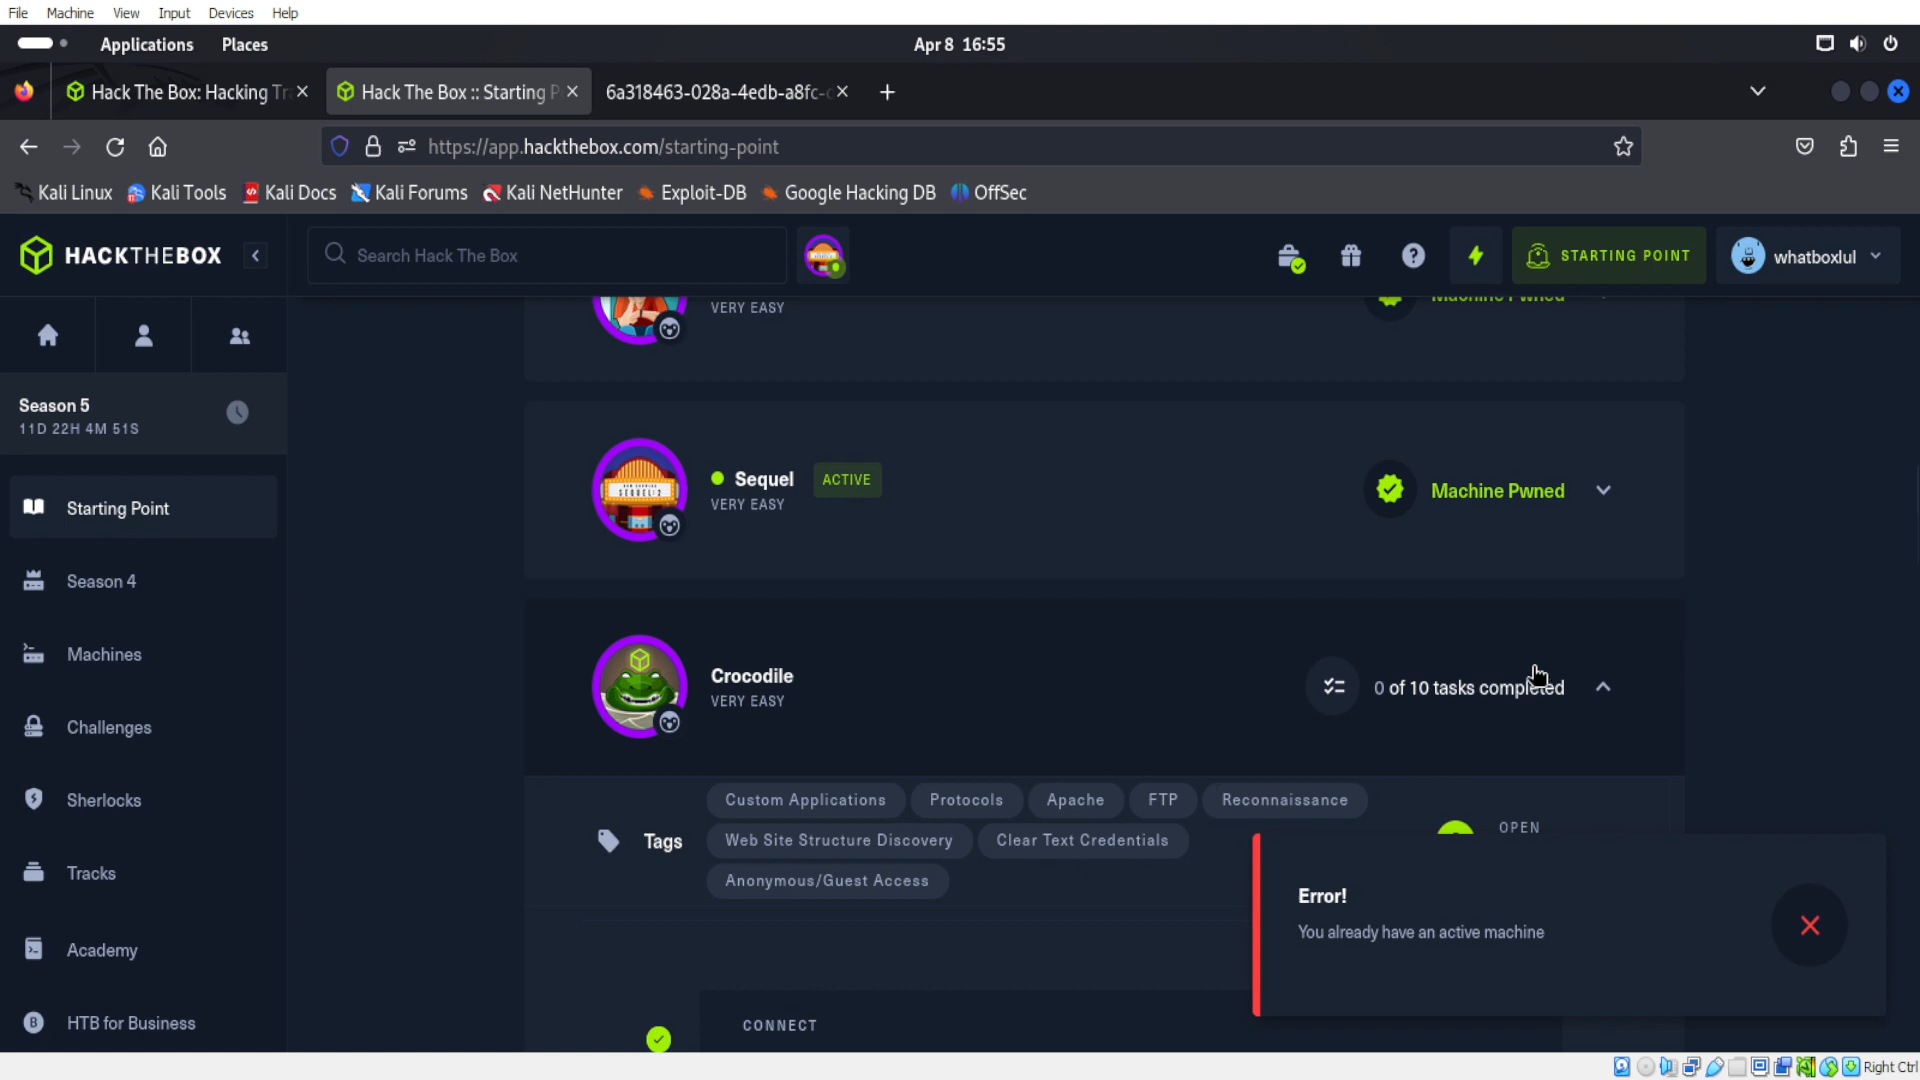 File Machine View Input Devices Help
Applications Places Apr 8 16:55
Hack The Box: Hacking Tr Hack The Box :: Starting P 6a318463-028a-4edb-a8fc-
https://app.hackthebox.com/starting-point
Kali Linux Kali Tools Kali Docs Kali Forums Kali NetHunter Exploit-DB Google Hacking DB OffSec
HACKTHEBOX Search Hack The Box STARTING POINT whatboxlul
VERY EASY Machine Pwned
Season 5
11D 22H 4M 51S
Sequel ACTIVE
VERY EASY
Machine Pwned
Starting Point
Season 4
Machines
Challenges
Sherlocks
Tracks
Academy
HTB for Business
Crocodile
VERY EASY
0 of 10 tasks completed
Tags
Custom Applications Protocols Apache FTP Reconnaissance
Web Site Structure Discovery Clear Text Credentials
Anonymous/Guest Access
OPEN
Error!
You already have an active machine
CONNECT
Right Ctrl